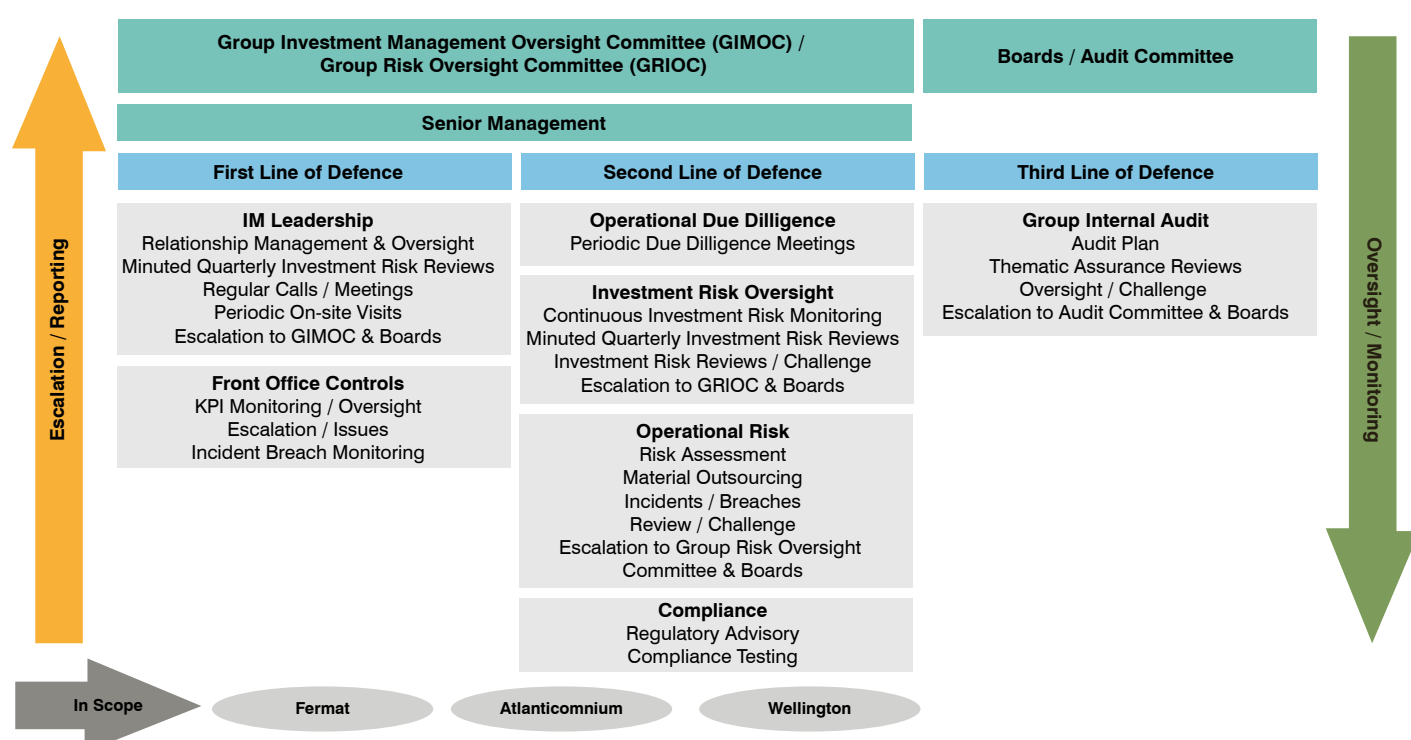 Group Investment Management Oversight Committee (GIMOC) /
Group Risk Oversight Committee (GRIOC)
Boards / Audit Committee
Senior Management
First Line of Defence
Second Line of Defence
Third Line of Defence
IM Leadership
Relationship Management & Oversight
Minuted Quarterly Investment Risk Reviews
Regular Calls / Meetings
Periodic On-site Visits
Escalation to GIMOC & Boards
Front Office Controls
KPI Monitoring / Oversight
Escalation / Issues
Incident Breach Monitoring
Operational Due Dilligence
Periodic Due Dilligence Meetings
Investment Risk Oversight
Continuous Investment Risk Monitoring
Minuted Quarterly Investment Risk Reviews
Investment Risk Reviews / Challenge
Escalation to GRIOC & Boards
Operational Risk
Risk Assessment
Material Outsourcing
Incidents / Breaches
Review / Challenge
Escalation to Group Risk Oversight
Committee & Boards
Compliance
Regulatory Advisory
Compliance Testing
Group Internal Audit
Audit Plan
Thematic Assurance Reviews
Oversight / Challenge
Escalation to Audit Committee & Boards
Escalation / Reporting
Oversight / Monitoring
In Scope
Fermat
Atlanticomnium
Wellington